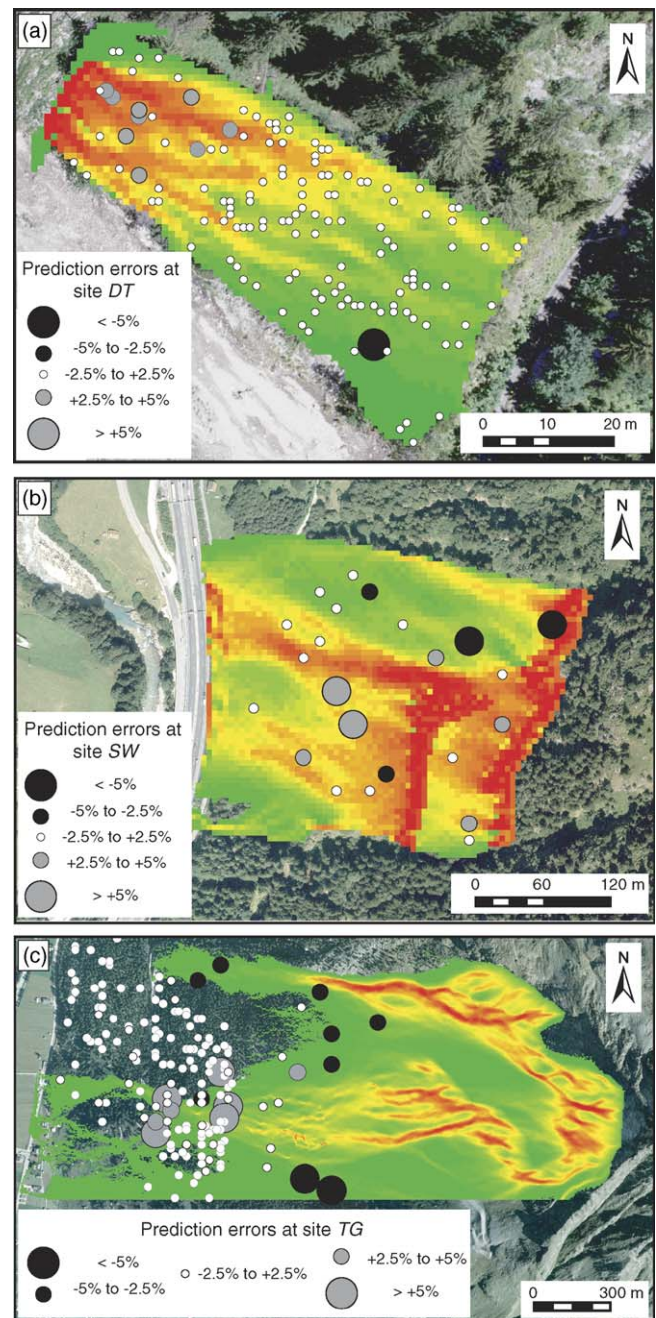 (a)
N
Prediction errors at
site DT
< -5%
-5% to -2.5%
-2.5% to +2.5%
+2.5% to +5%
> +5%
0 10 20 m
(b)
N
Prediction errors at
site SW
< -5%
-5% to -2.5%
-2.5% to +2.5%
+2.5% to +5%
> +5%
0 60 120 m
(c)
N
Prediction errors at site TG
< -5%
-5% to -2.5%
-2.5% to +2.5%
+2.5% to +5%
> +5%
0 300 m